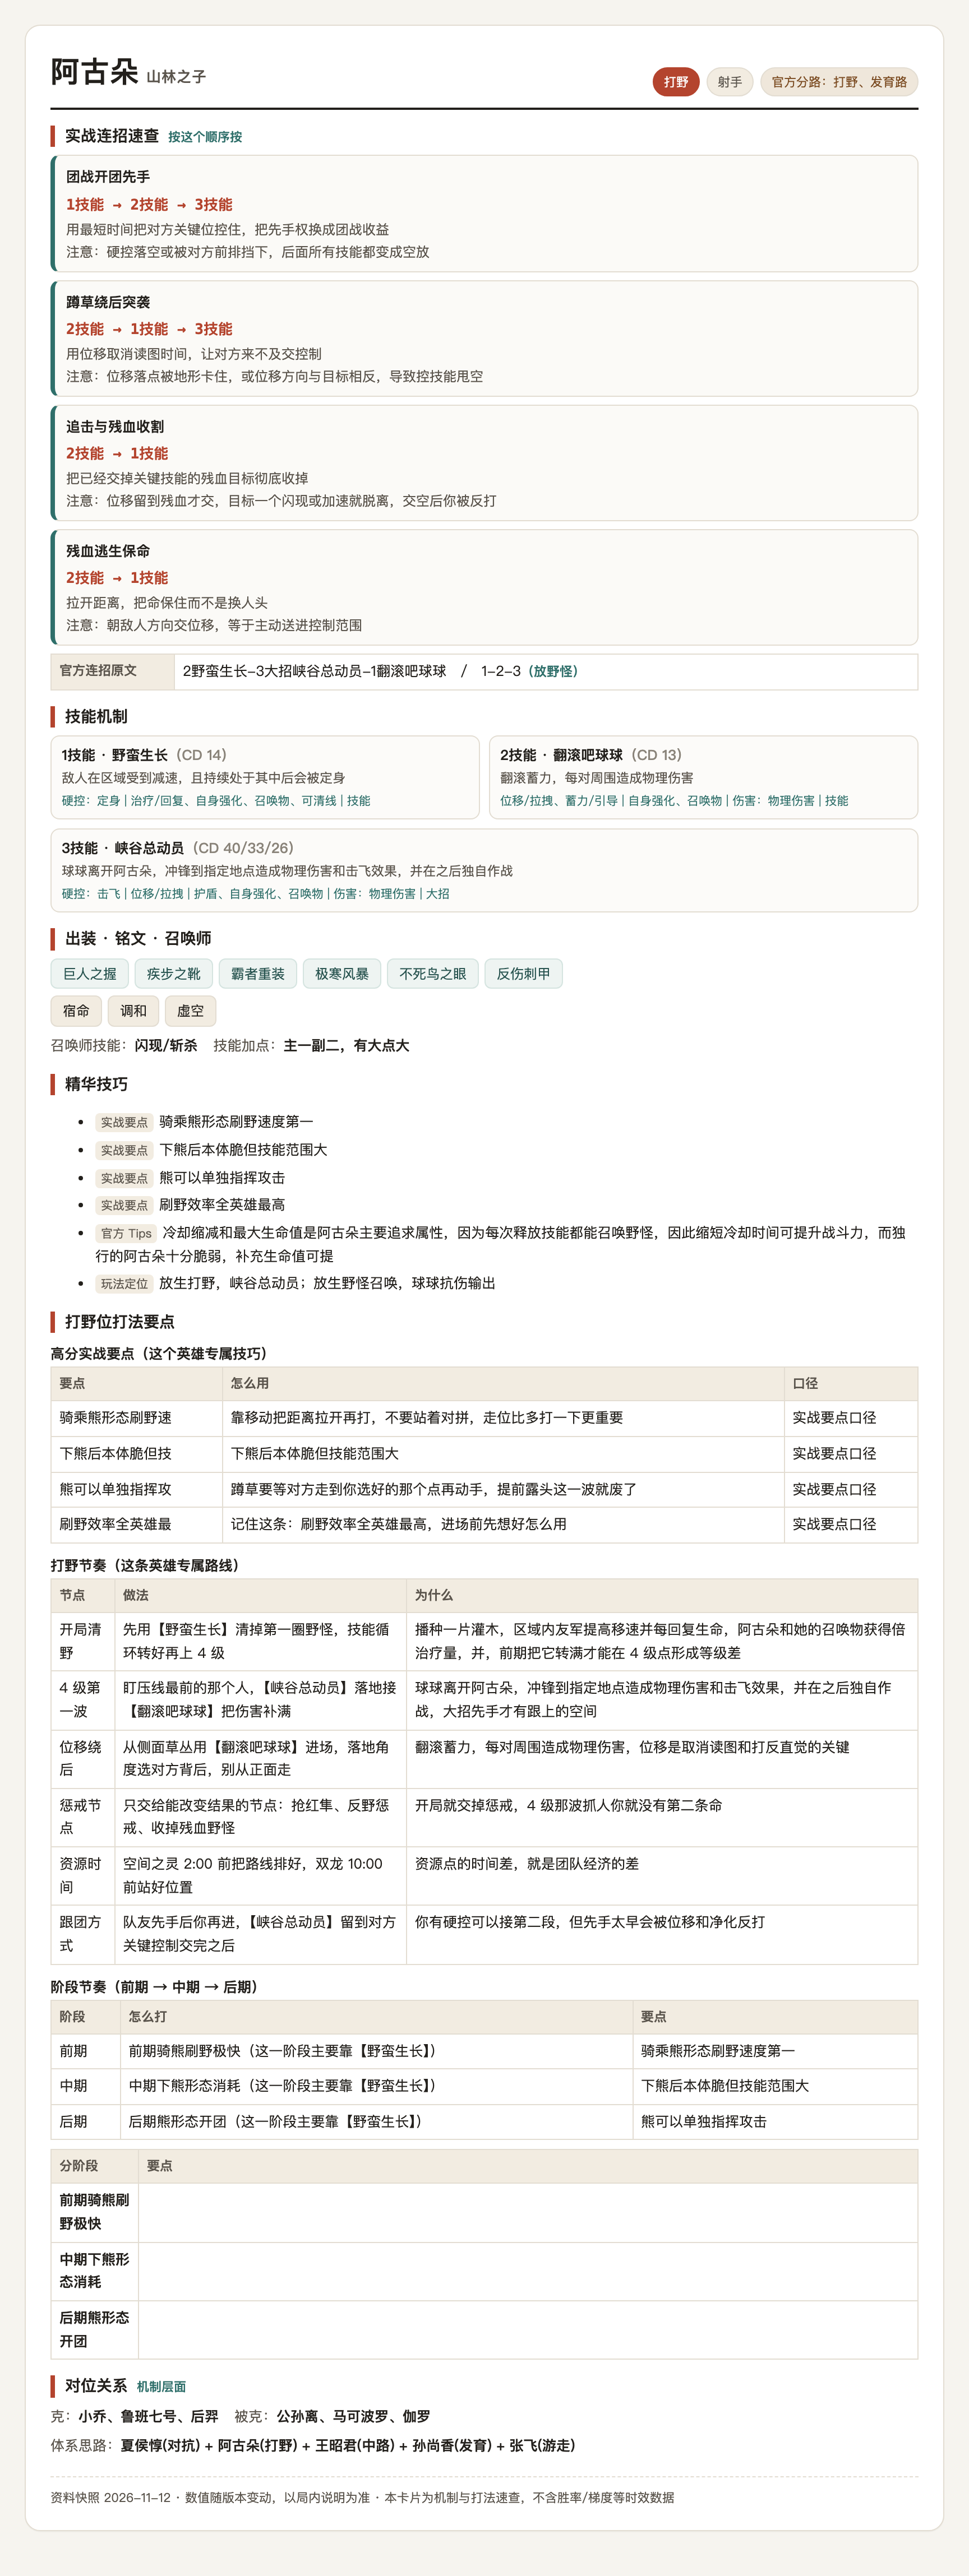 阿古朵 山林之子
打野 射手 官方分路：打野、发育路
实战连招速查 按这个顺序按
团战开团先手
1技能 → 2技能 → 3技能
用最短时间把对方关键位控住，把先手权换成团战收益
注意：硬控落空或被对方前排挡下，后面所有技能都变成空放
蹲草绕后突袭
2技能 → 1技能 → 3技能
用位移取消读图时间，让对方来不及交控制
注意：位移落点被地形卡住，或位移方向与目标相反，导致控技能甩空
追击与残血收割
2技能 → 1技能
把已经交掉关键技能的残血目标彻底收掉
注意：位移留到残血才交，目标一个闪现或加速就脱离，交空后你被反打
残血逃生保命
2技能 → 1技能
拉开距离，把命保住而不是换人头
注意：朝敌人方向交位移，等于主动送进控制范围
官方连招原文 2野蛮生长–3大招峡谷总动员–1翻滚吧球球 / 1–2–3（放野怪）
技能机制
1技能 · 野蛮生长（CD 14）
敌人在区域受到减速，且持续处于其中后会被定身
硬控：定身 | 治疗/回复、自身强化、召唤物、可清线 | 技能
2技能 · 翻滚吧球球（CD 13）
翻滚蓄力，每对周围造成物理伤害
位移/拉拽、蓄力/引导 | 自身强化、召唤物 | 伤害：物理伤害 | 技能
3技能 · 峡谷总动员（CD 40/33/26）
球球离开阿古朵，冲锋到指定地点造成物理伤害和击飞效果，并在之后独自作战
硬控：击飞 | 位移/拉拽 | 护盾、自身强化、召唤物 | 伤害：物理伤害 | 大招
出装 · 铭文 · 召唤师
巨人之握 疾步之靴 霸者重装 极寒风暴 不死鸟之眼 反伤刺甲
宿命 调和 虚空
召唤师技能：闪现/斩杀 技能加点：主一副二，有大点大
精华技巧
• 实战要点 骑乘熊形态刷野速度第一
• 实战要点 下熊后本体脆但技能范围大
• 实战要点 熊可以单独指挥攻击
• 实战要点 刷野效率全英雄最高
• 官方 Tips 冷却缩减和最大生命值是阿古朵主要追求属性，因为每次释放技能都能召唤野怪，因此缩短冷却时间可提升战斗力，而独
行的阿古朵十分脆弱，补充生命值可提
• 玩法定位 放生打野，峡谷总动员；放生野怪召唤，球球抗伤输出
打野位打法要点
高分实战要点（这个英雄专属技巧）
要点 怎么用 口径
骑乘熊形态刷野速 靠移动把距离拉开再打，不要站着对拼，走位比多打一下更重要 实战要点口径
下熊后本体脆但技 下熊后本体脆但技能范围大 实战要点口径
熊可以单独指挥攻 蹲草要等对方走到你选好的那个点再动手，提前露头这一波就废了 实战要点口径
刷野效率全英雄最 记住这条：刷野效率全英雄最高，进场前先想好怎么用 实战要点口径
打野节奏（这条英雄专属路线）
节点 做法 为什么
开局清
野
先用【野蛮生长】清掉第一圈野怪，技能循
环转好再上 4 级
播种一片灌木，区域内友军提高移速并每回复生命，阿古朵和她的召唤物获得倍
治疗量，并，前期把它转满才能在 4 级点形成等级差
4 级第
一波
盯压线最前的那个人，【峡谷总动员】落地接
【翻滚吧球球】把伤害补满
球球离开阿古朵，冲锋到指定地点造成物理伤害和击飞效果，并在之后独自作
战，大招先手才有跟上的空间
位移绕
后
从侧面草丛用【翻滚吧球球】进场，落地角
度选对方背后，别从正面走
翻滚蓄力，每对周围造成物理伤害，位移是取消读图和打反直觉的关键
惩戒节
点
只交给能改变结果的节点：抢红隼、反野惩
戒、收掉残血野怪
开局就交掉惩戒，4 级那波抓人你就没有第二条命
资源时
间
空间之灵 2:00 前把路线排好，双龙 10:00
前站好位置
资源点的时间差，就是团队经济的差
跟团方
式
队友先手后你再进，【峡谷总动员】留到对方
关键控制交完之后
你有硬控可以接第二段，但先手太早会被位移和净化反打
阶段节奏（前期 → 中期 → 后期）
阶段 怎么打 要点
前期 前期骑熊刷野极快（这一阶段主要靠【野蛮生长】） 骑乘熊形态刷野速度第一
中期 中期下熊形态消耗（这一阶段主要靠【野蛮生长】） 下熊后本体脆但技能范围大
后期 后期熊形态开团（这一阶段主要靠【野蛮生长】） 熊可以单独指挥攻击
分阶段 要点
前期骑熊刷
野极快
中期下熊形
态消耗
后期熊形态
开团
对位关系 机制层面
克：小乔、鲁班七号、后羿 被克：公孙离、马可波罗、伽罗
体系思路：夏侯惇(对抗) + 阿古朵(打野) + 王昭君(中路) + 孙尚香(发育) + 张飞(游走)
资料快照 2026–11–12 · 数值随版本变动，以局内说明为准 · 本卡片为机制与打法速查，不含胜率/梯度等时效数据